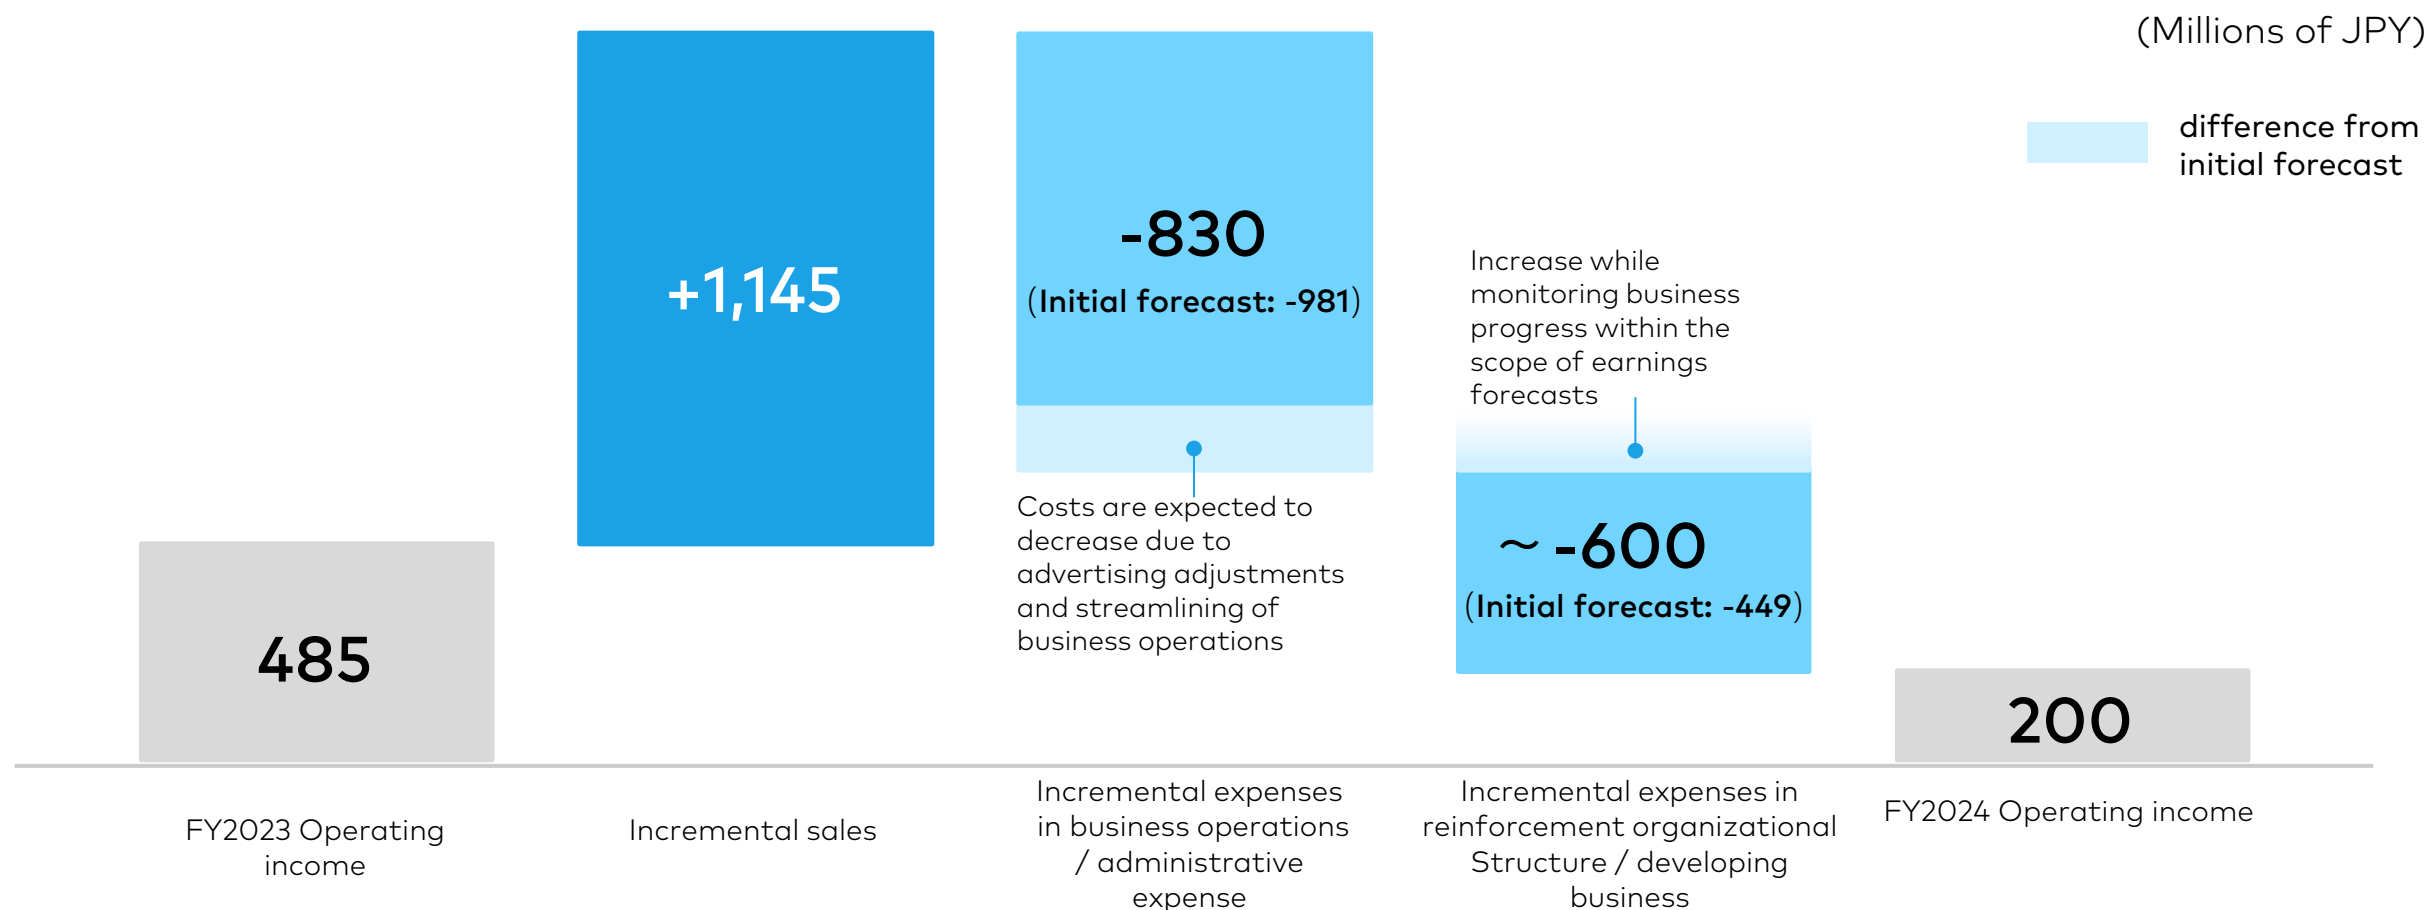 (Millions of JPY)
difference from
initial forecast
485
+1,145
-830
(Initial forecast: -981)
Costs are expected to
decrease due to
advertising adjustments
and streamlining of
business operations
Increase while
monitoring business
progress within the
scope of earnings
forecasts
～ -600
(Initial forecast: -449)
200
FY2023 Operating
income
Incremental sales
Incremental expenses
in business operations
/ administrative
expense
Incremental expenses in
reinforcement organizational
Structure / developing
business
FY2024 Operating income